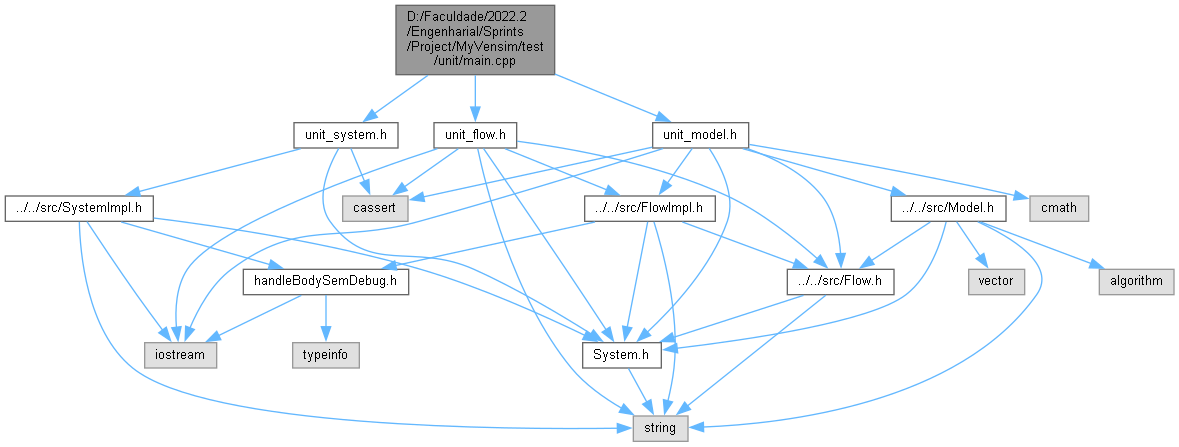 D:/Faculdade/2022.2
/Engenharial/Sprints
/Project/MyVensim/test
/unit/main.cpp
unit_system.h
unit_flow.h
unit_model.h
../../src/SystemImpl.h
cassert
../../src/FlowImpl.h
../../src/Model.h
cmath
handleBodySemDebug.h
../../src/Flow.h
vector
algorithm
iostream
typeinfo
System.h
string